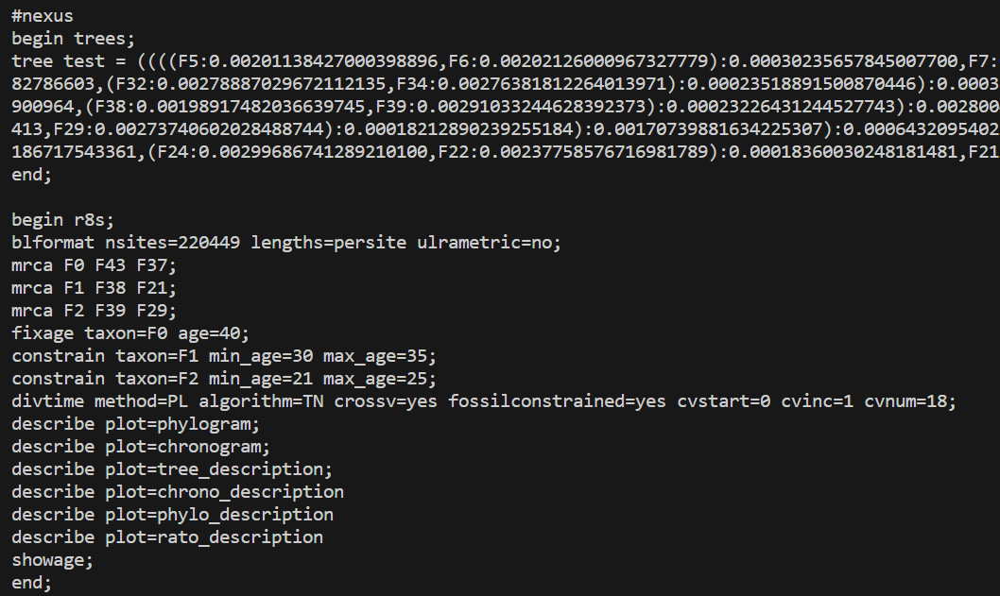 #nexus
begin trees;
tree test = ((((F5:0.00201138427000398896,F6:0.00202126000967327779):0.00030235657845007700,F7:
82786603,(F32:0.00278887029672112135,F34:0.00276381812264013971):0.00023518891500870446):0.0003
900964,(F38:0.00198917482036639745,F39:0.00291033244628392373):0.00023226431244527743):0.002800
413,F29:0.00273740602028488744):0.00018212890239255184):0.00170739881634225307):0.0006432095402
186717543361,(F24:0.00299686741289210100,F22:0.00237758576716981789):0.00018360030248181481,F21
end;
begin r8s;
blformat nsites=220449 lengths=persite ulrametric=no;
mrca F0 F43 F37;
mrca F1 F38 F21;
mrca F2 F39 F29;
fixage taxon=F0 age=40;
constrain taxon=F1 min_age=30 max_age=35;
constrain taxon=F2 min_age=21 max_age=25;
divtime method=PL algorithm=TN crossv=yes fossilconstrained=yes cvstart=0 cvinc=1 cvnum=18;
describe plot=phylogram;
describe plot=chronogram;
describe plot=tree_description;
describe plot=chrono_description
describe plot=phylo_description
describe plot=rato_description
showage;
end;